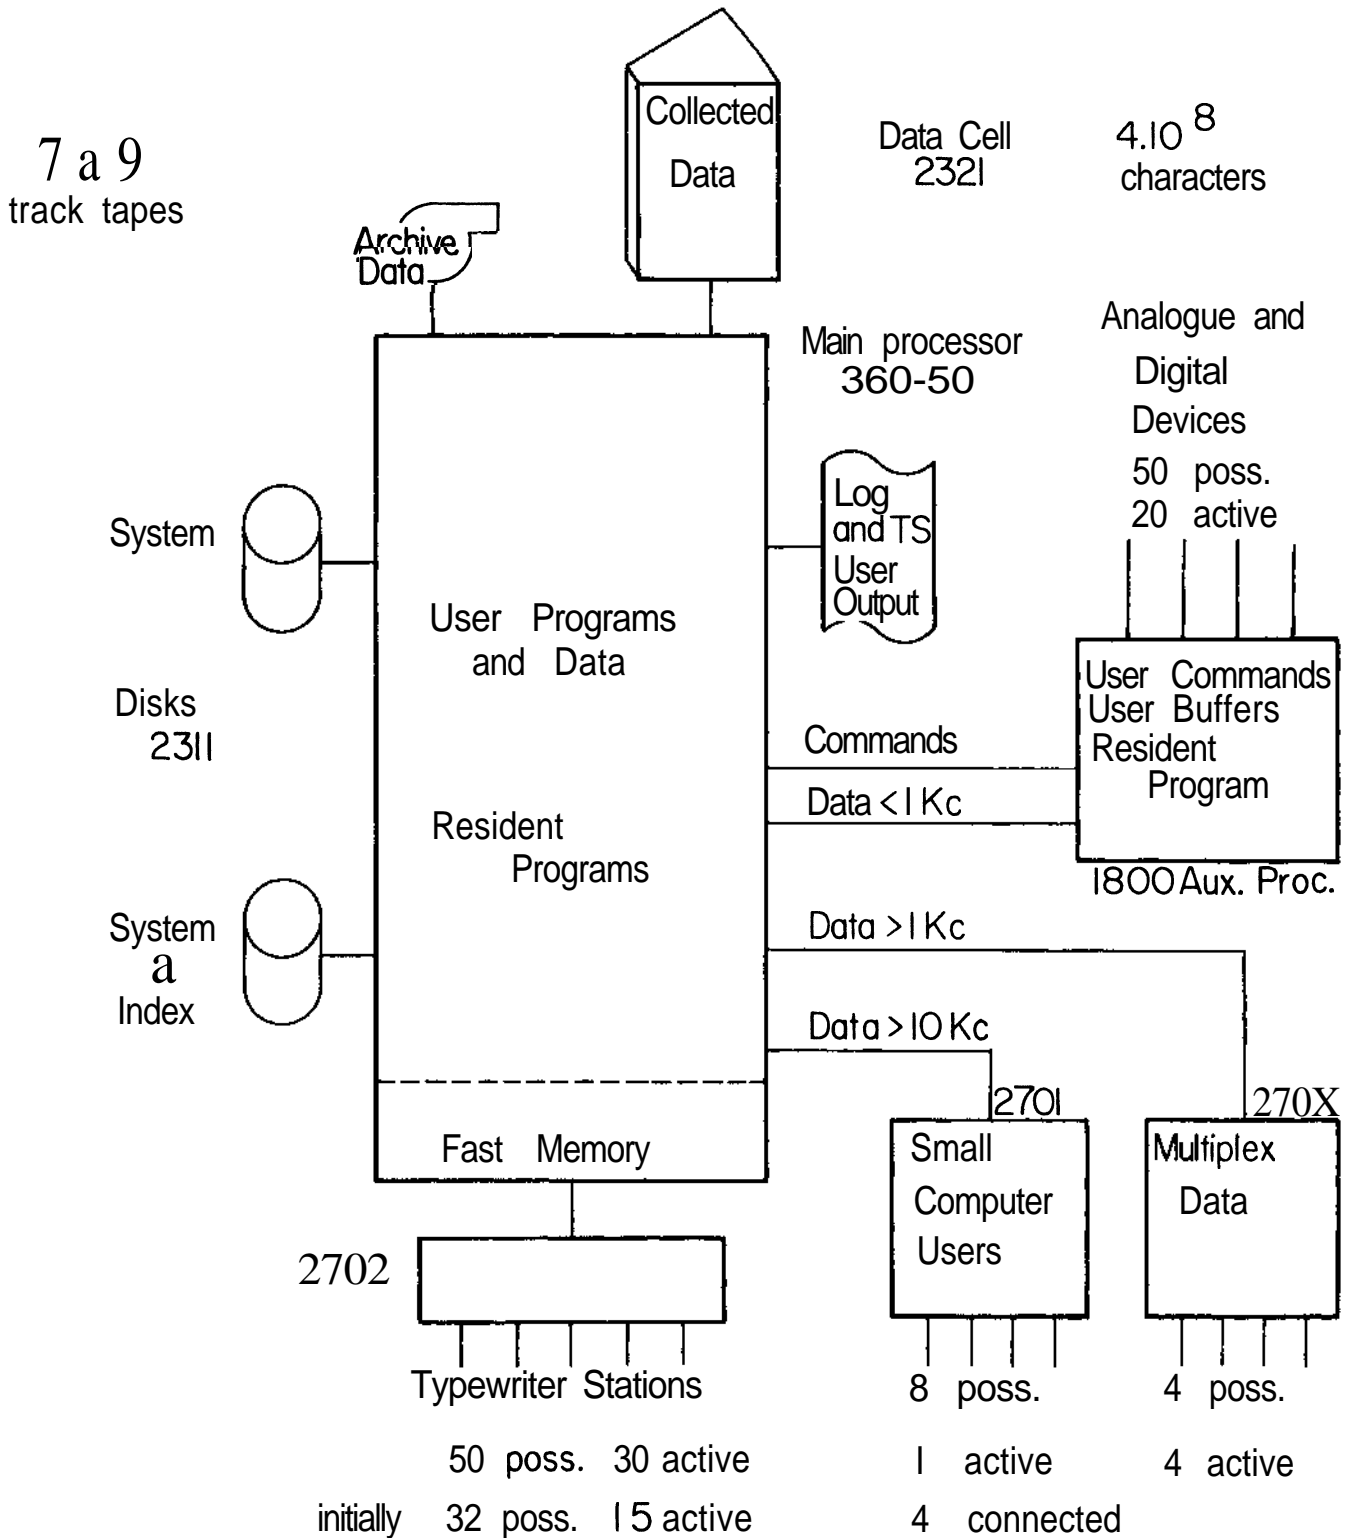 Collected
Data
Data Cell
2321
4.10 8
characters
7 a 9
track tapes
Archive
Data
Main processor
360-50
Analogue and
Digital
Devices
50 poss.
20 active
System
Log
and TS
User
Output
User Programs
and Data
User Commands
User Buffers
Resident
Program
1800 Aux. Proc.
Disks
2311
Commands
Data < 1 Kc
Resident
Programs
System
a
Index
Data > 1 Kc
Data > 10 Kc
2701
270X
Fast Memory
Small
Computer
Users
Multiplex
Data
2702
Typewriter Stations
50 poss. 30 active
initially 32 poss. 15 active
8 poss.
1 active
4 connected
4 poss.
4 active